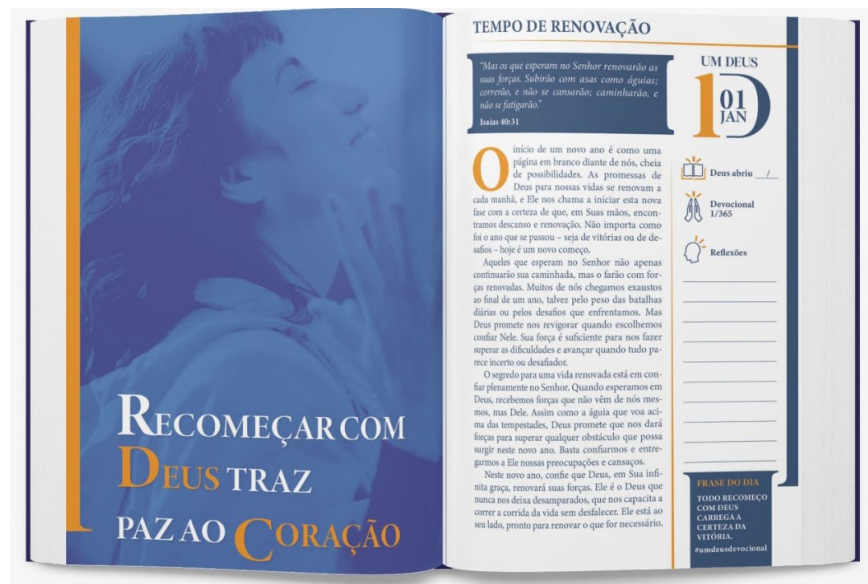 RECOMEÇAR COM
DEUS TRAZ
PAZ AO CORAÇÃO
TEMPO DE RENOVAÇÃO
"Mas os que esperam no Senhor renovarão as
suas forças. Subirão com asas como águias;
correrão, e não se cansarão; caminharão, e
não se fatigarão."
Isaías 40:31
O início de um novo ano é como uma
página em branco diante de nós, cheia
de possibilidades. As promessas de
Deus para nossas vidas se renovam a
cada manhã, e Ele nos chama a iniciar esta nova
fase com a certeza de que, em Suas mãos, encon-
tramos descanso e renovação. Não importa como
foi o ano que se passou – seja de vitórias ou de de-
safios – hoje é um novo começo.
Aqueles que esperam no Senhor não apenas
continuarão sua caminhada, mas o farão com for-
ças renovadas. Muitos de nós chegamos exaustos
ao final de um ano, talvez pelo peso das batalhas
diárias ou pelos desafios que enfrentamos. Mas
Deus promete nos revigorar quando escolhemos
confiar Nele. Sua força é suficiente para nos fazer
superar as dificuldades e avançar quando tudo pa-
rece incerto ou desafiador.
O segredo para uma vida renovada está em con-
fiar plenamente no Senhor. Quando esperamos em
Deus, recebemos forças que não vêm de nós mes-
mos, mas Dele. Assim como a águia que voa aci-
ma das tempestades, Deus promete que nos dará
forças para superar qualquer obstáculo que possa
surgir neste novo ano. Basta confiarmos e entre-
garmos a Ele nossas preocupações e cansaços.
Neste novo ano, confie que Deus, em Sua infi-
nita graça, renovará suas forças. Ele é o Deus que
nunca nos deixa desamparados, que nos capacita a
correr a corrida da vida sem desfalecer. Ele está ao
seu lado, pronto para renovar o que for necessário.
UM DEUS
1D
01
JAN
Deus abriu __/
Devocional
1/365
Reflexões
FRASE DO DIA
TODO RECOMEÇO
COM DEUS
CARREGA A
CERTEZA DA
VITÓRIA.
#umdeusdevocional